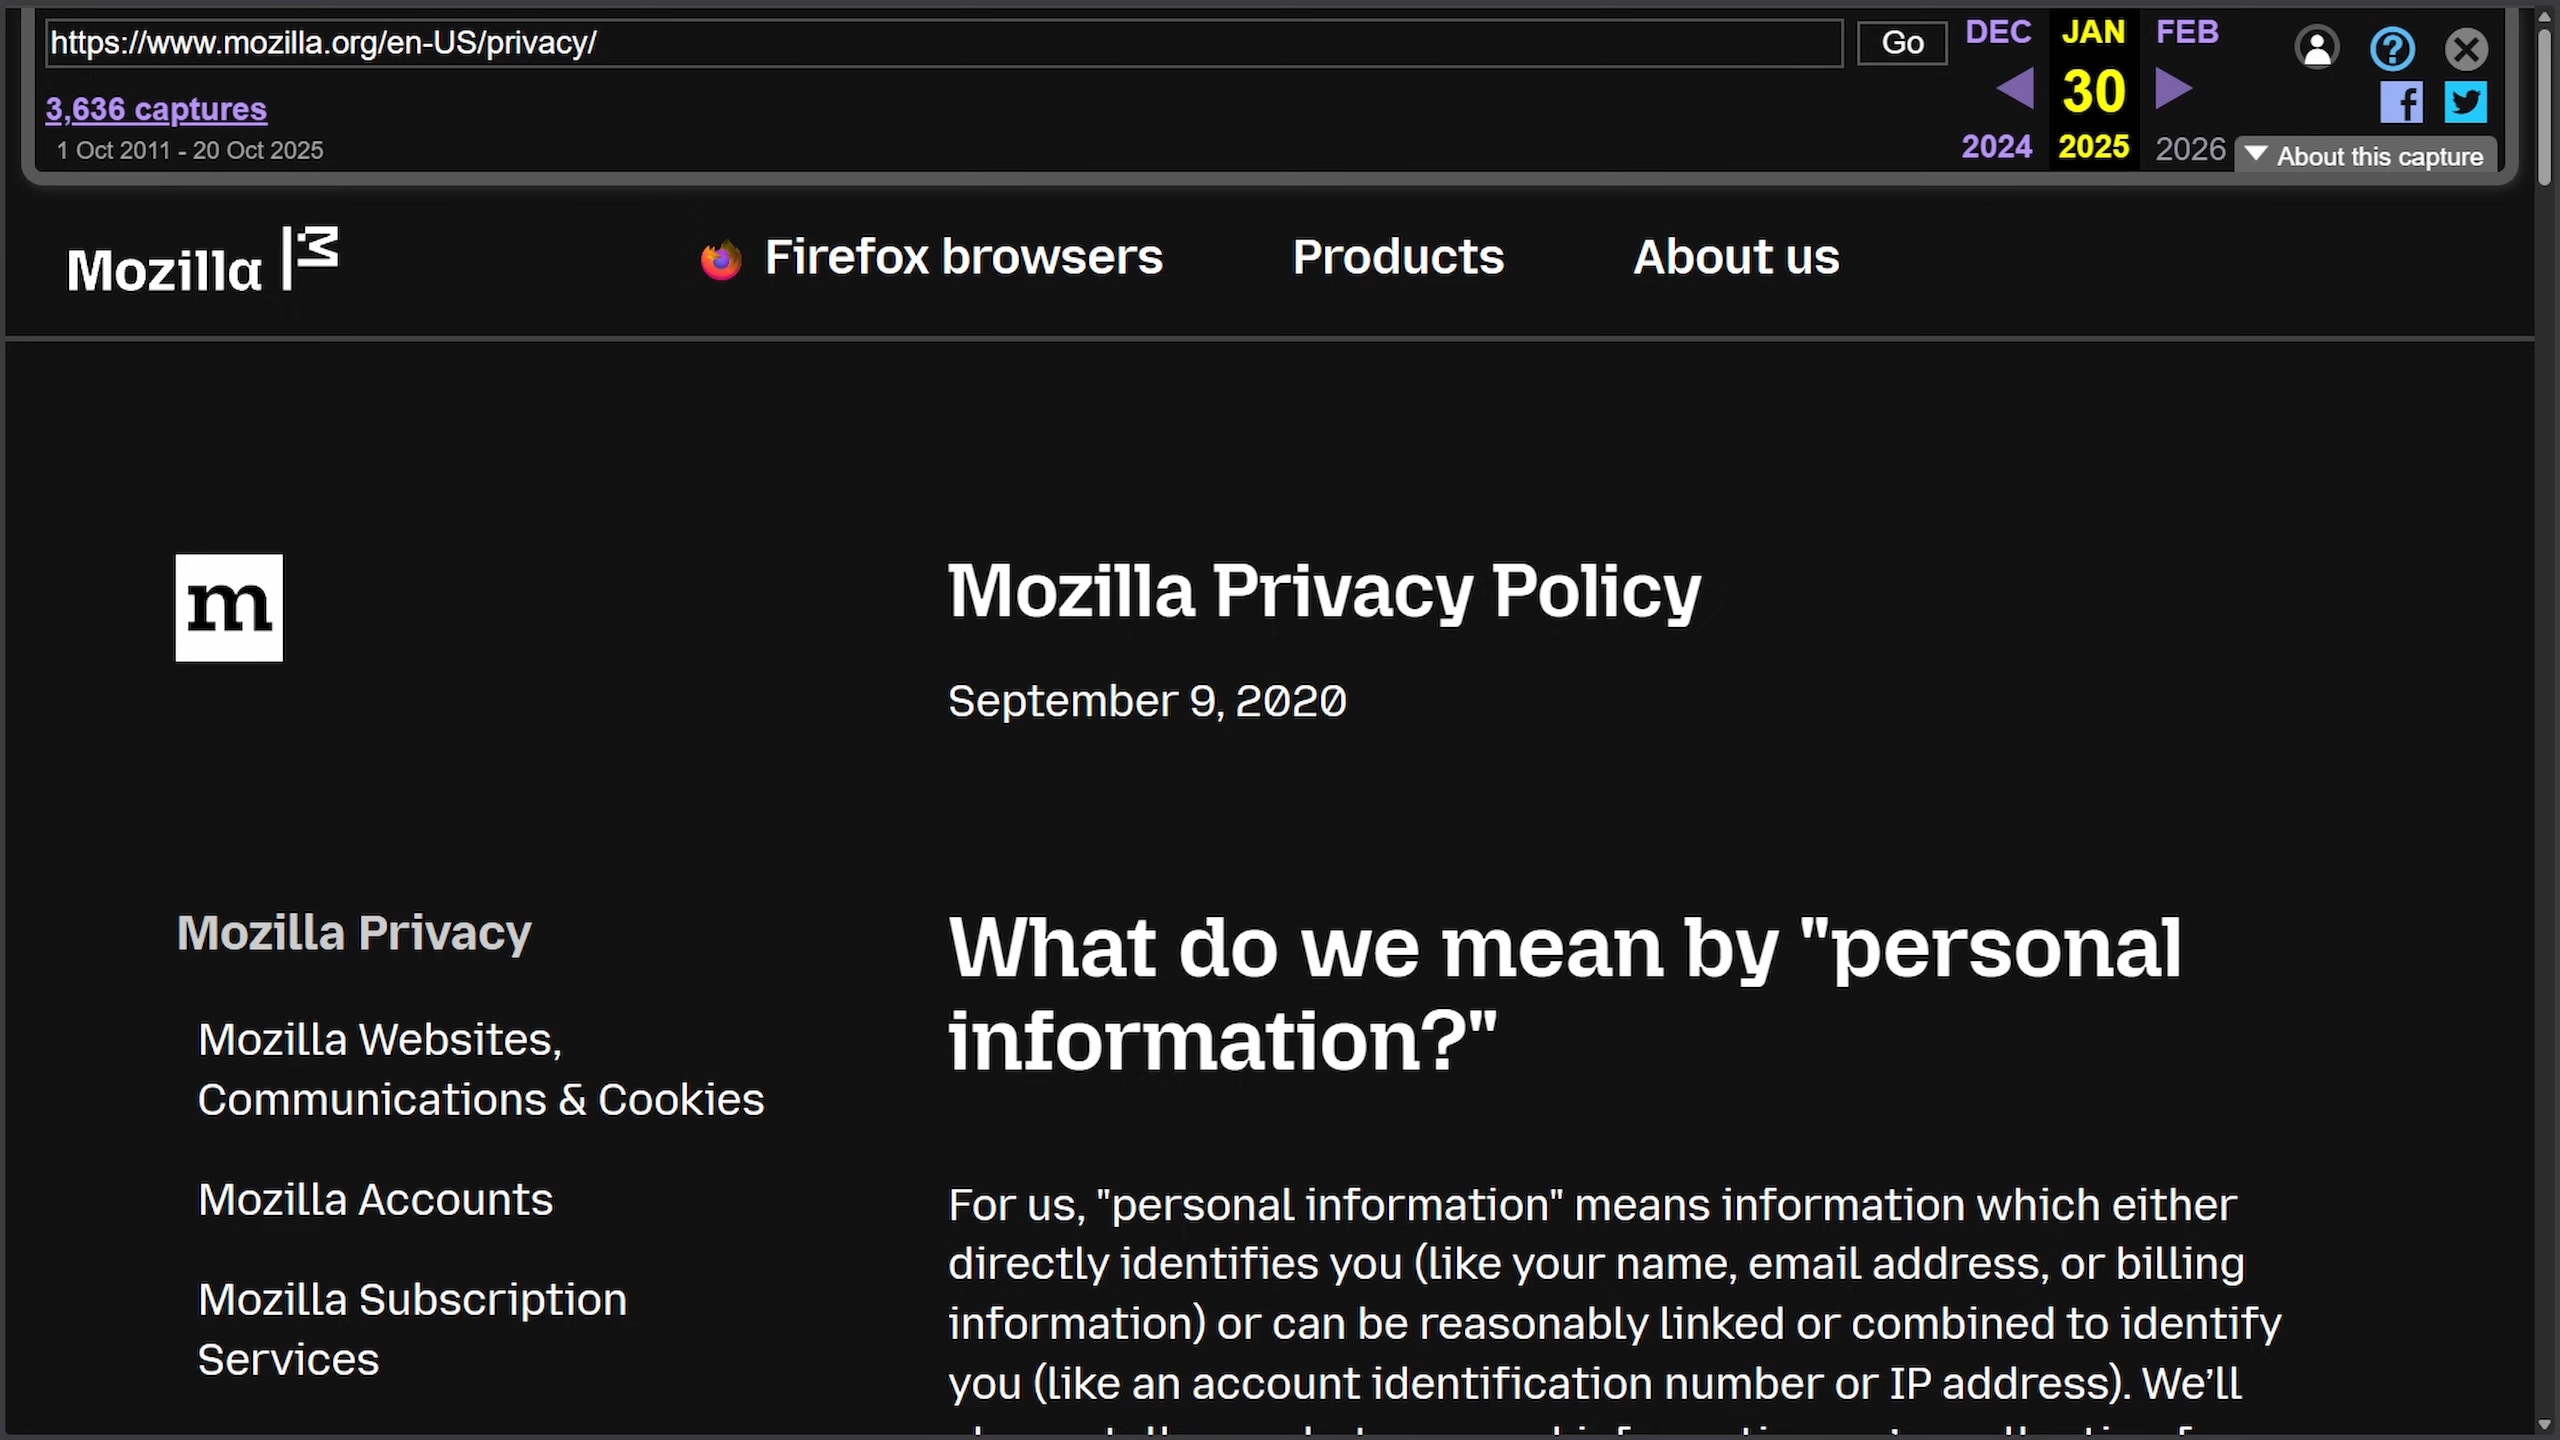 https://www.mozilla.org/en-US/privacy/
Go
DEC JAN FEB
30
3,636 captures
1 Oct 2011 - 20 Oct 2025
2024 2025 2026
About this capture
Mozilla
Firefox browsers
Products
About us
m
Mozilla Privacy Policy
September 9, 2020
Mozilla Privacy
Mozilla Websites,
Communications & Cookies
Mozilla Accounts
Mozilla Subscription
Services
What do we mean by "personal
information?"
For us, "personal information" means information which either
directly identifies you (like your name, email address, or billing
information) or can be reasonably linked or combined to identify
you (like an account identification number or IP address). We’ll